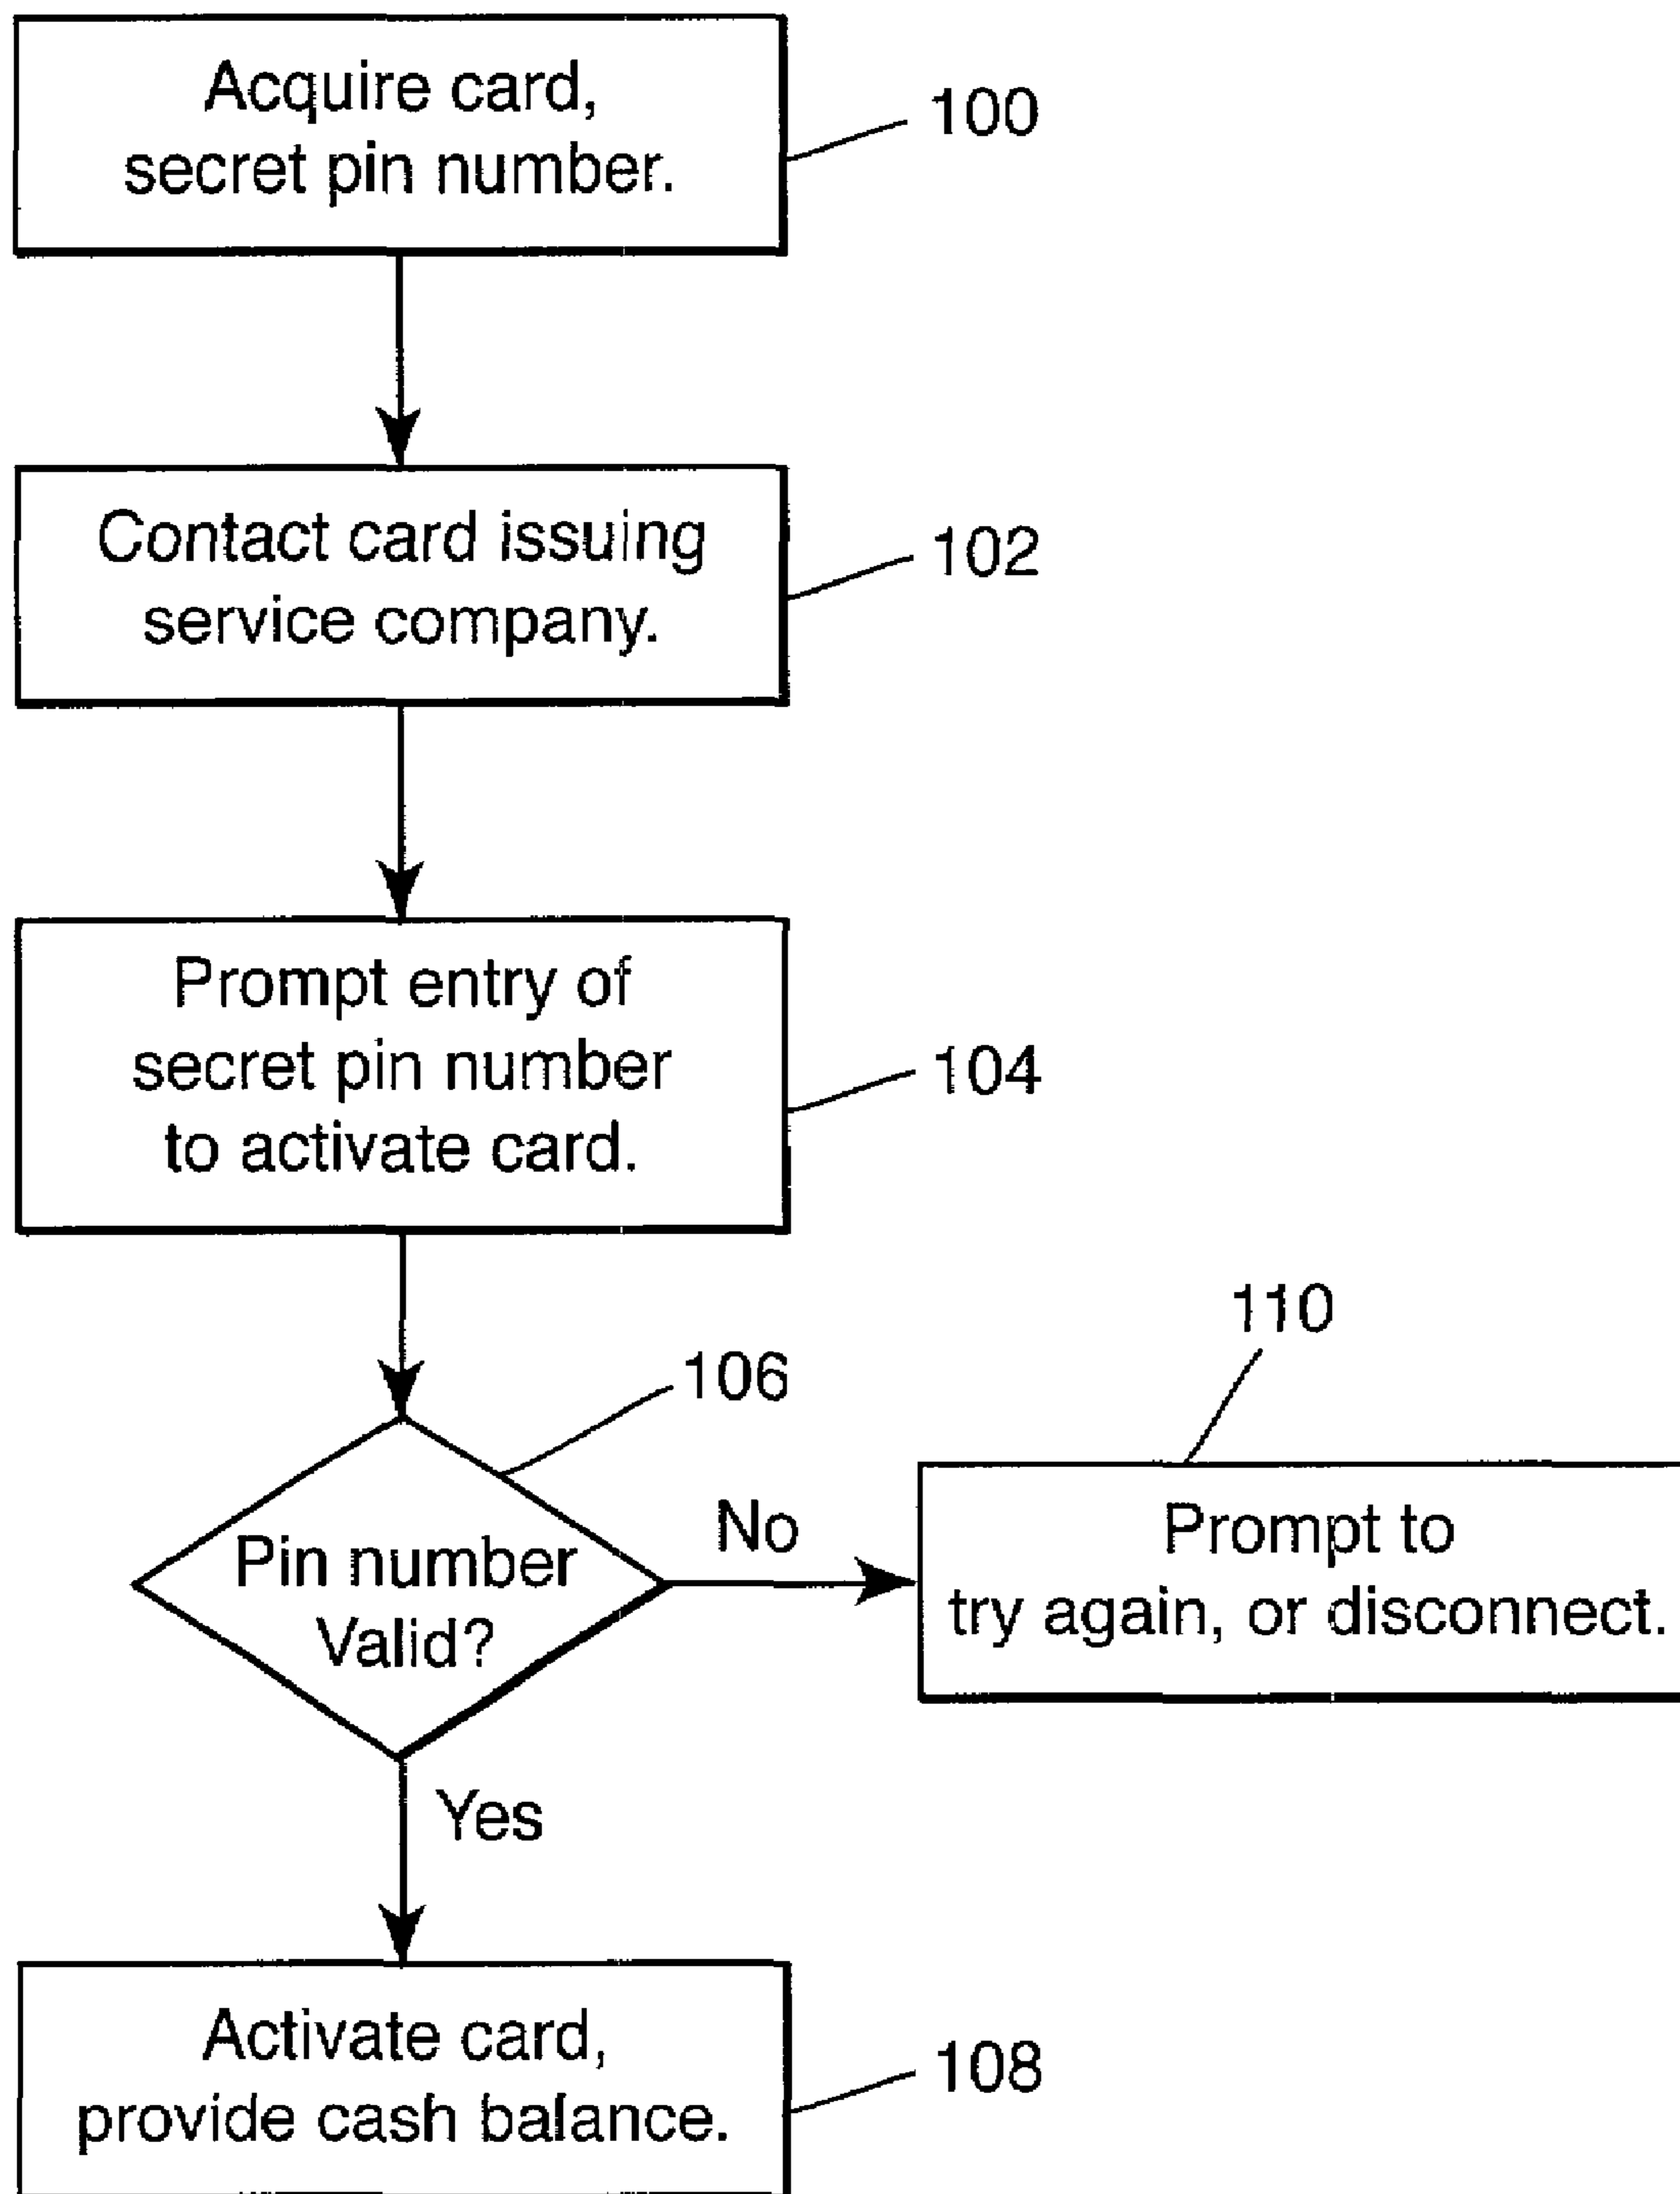 Acquire card,
secret pin number.
100
Contact card issuing
service company.
102
Prompt entry of
secret pin number
to activate card.
104
106
Pin number
Valid?
No
110
Prompt to
try again, or disconnect.
Yes
Activate card,
provide cash balance.
108